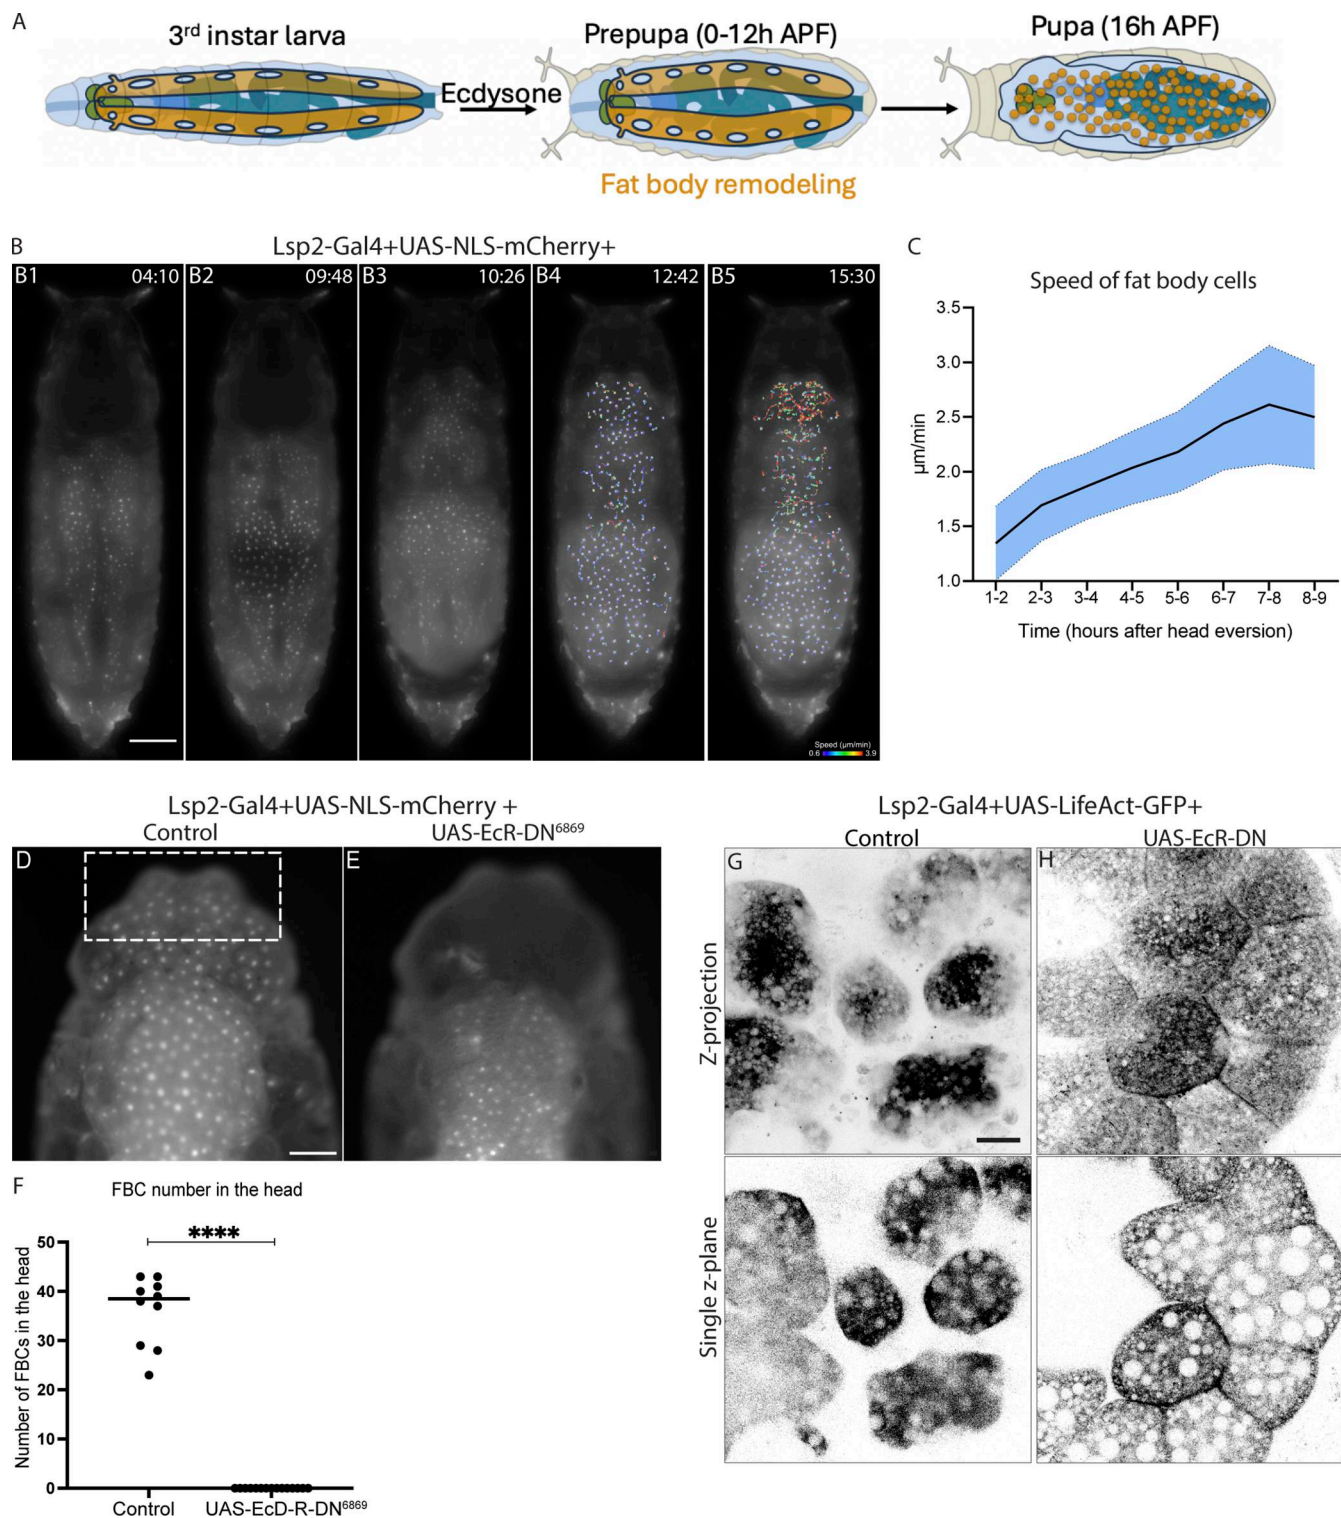 A
3rd instar larva
Ecdysone
Prepupa (0-12h APF)
Pupa (16h APF)
Fat body remodeling
B
Lsp2-Gal4+UAS-NLS-mCherry+
B1 04:10
B2 09:48
B3 10:26
B4 12:42
B5 15:30
Speed (µm/min)
0.6 3.9
C
Speed of fat body cells
µm/min
3.5
3.0
2.5
2.0
1.5
1.0
1-2 2-3 3-4 4-5 5-6 6-7 7-8 8-9
Time (hours after head eversion)
Lsp2-Gal4+UAS-NLS-mCherry +
Control
UAS-EcR-DN6869
D
E
F
FBC number in the head
****
Number of FBCs in the head
50
40
30
20
10
0
Control
UAS-EcD-R-DN6869
Lsp2-Gal4+UAS-LifeAct-GFP+
Control
UAS-EcR-DN
G
H
Z-projection
Single z-plane